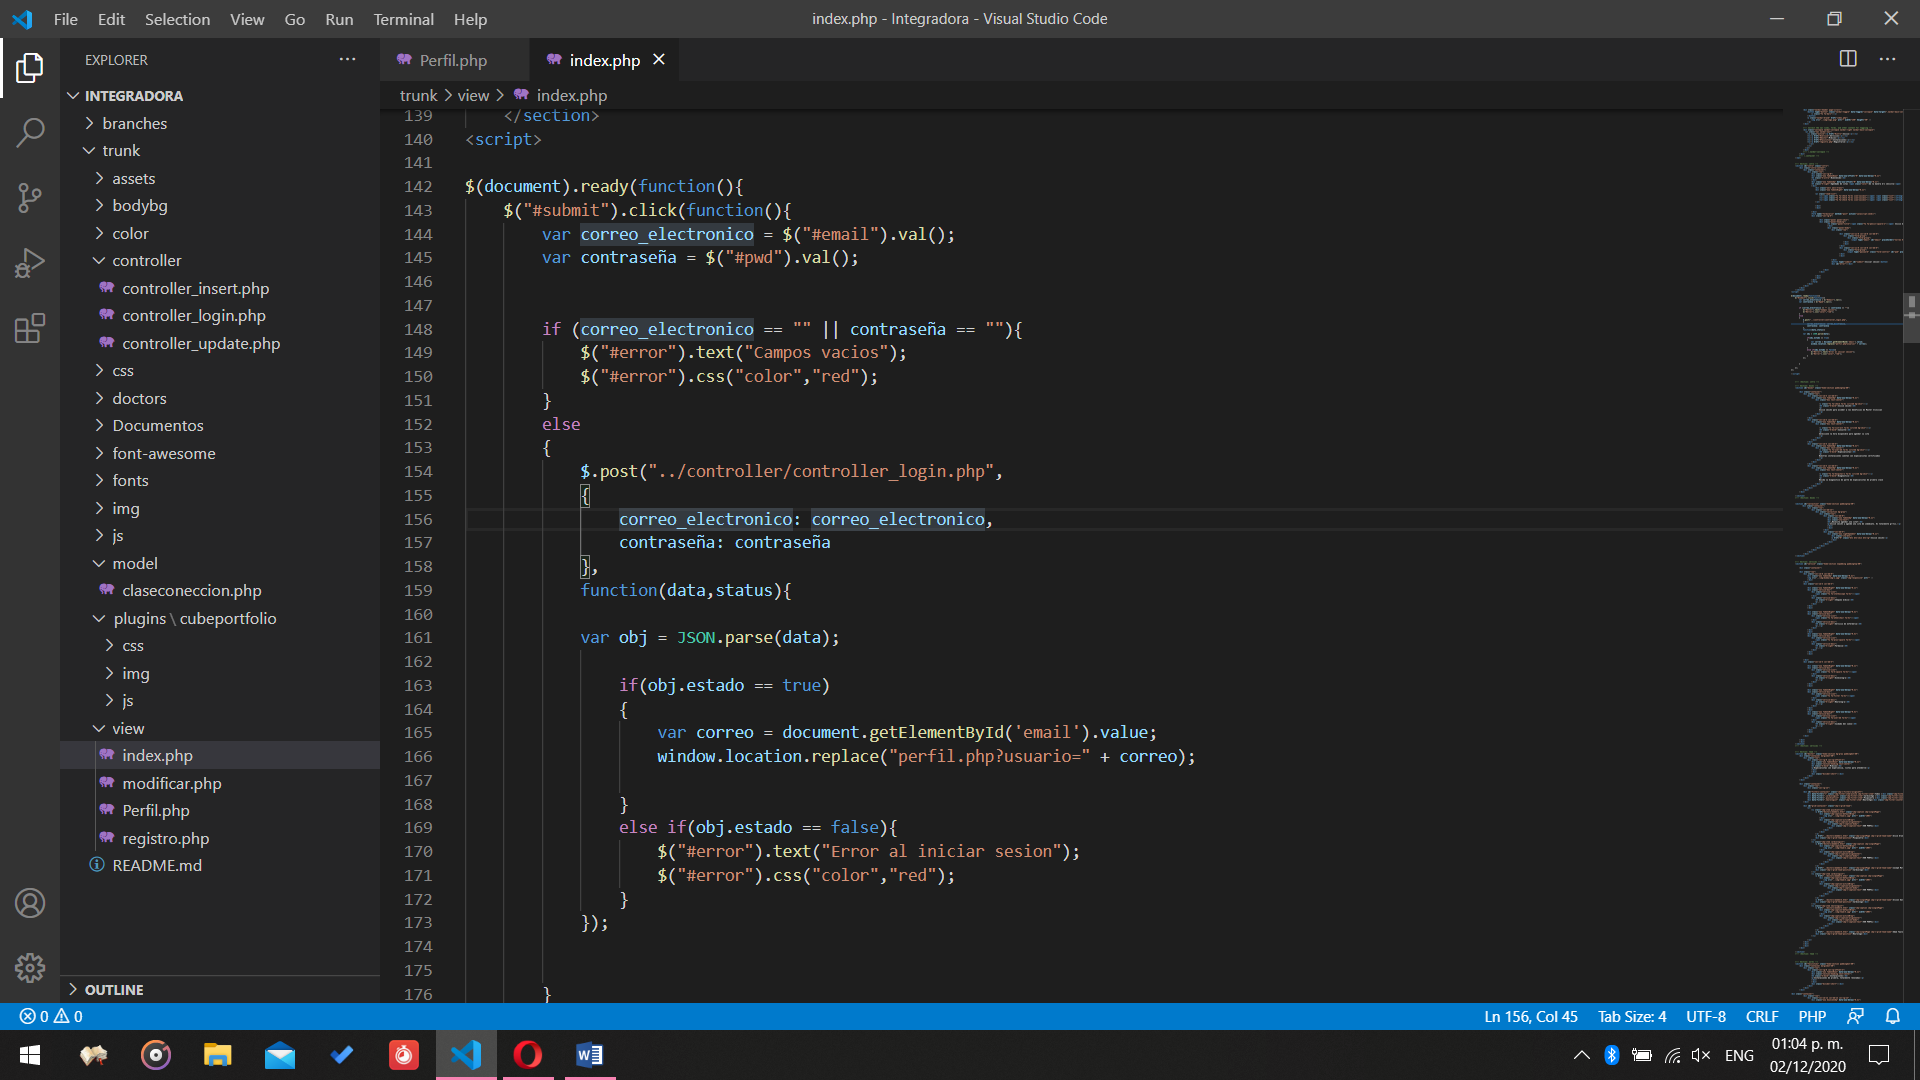 File Edit Selection View Go Run Terminal Help
index.php - Integradora - Visual Studio Code
EXPLORER
INTEGRADORA
branches
trunk
assets
bodybg
color
controller
controller_insert.php
controller_login.php
controller_update.php
css
doctors
Documentos
font-awesome
fonts
img
js
model
claseconeccion.php
plugins \ cubeportfolio
css
img
js
view
index.php
modificar.php
Perfil.php
registro.php
README.md
OUTLINE
Perfil.php index.php
trunk > view > index.php
139 </section>
140 <script>
141
142 $(document).ready(function(){
143 $("#submit").click(function(){
144 var correo_electronico = $("#email").val();
145 var contraseña = $("#pwd").val();
146
147
148 if (correo_electronico == "" || contraseña == ""){
149 $("#error").text("Campos vacios");
150 $("#error").css("color","red");
151 }
152 else
153 {
154 $.post("../controller/controller_login.php",
155 {
156 correo_electronico: correo_electronico,
157 contraseña: contraseña
158 },
159 function(data,status){
160
161 var obj = JSON.parse(data);
162
163 if(obj.estado == true)
164 {
165 var correo = document.getElementById('email').value;
166 window.location.replace("perfil.php?usuario=" + correo);
167
168 }
169 else if(obj.estado == false){
170 $("#error").text("Error al iniciar sesion");
171 $("#error").css("color","red");
172 }
173 });
174
175
176 }
0 0
Ln 156, Col 45 Tab Size: 4 UTF-8 CRLF PHP
ENG
01:04 p. m.
02/12/2020